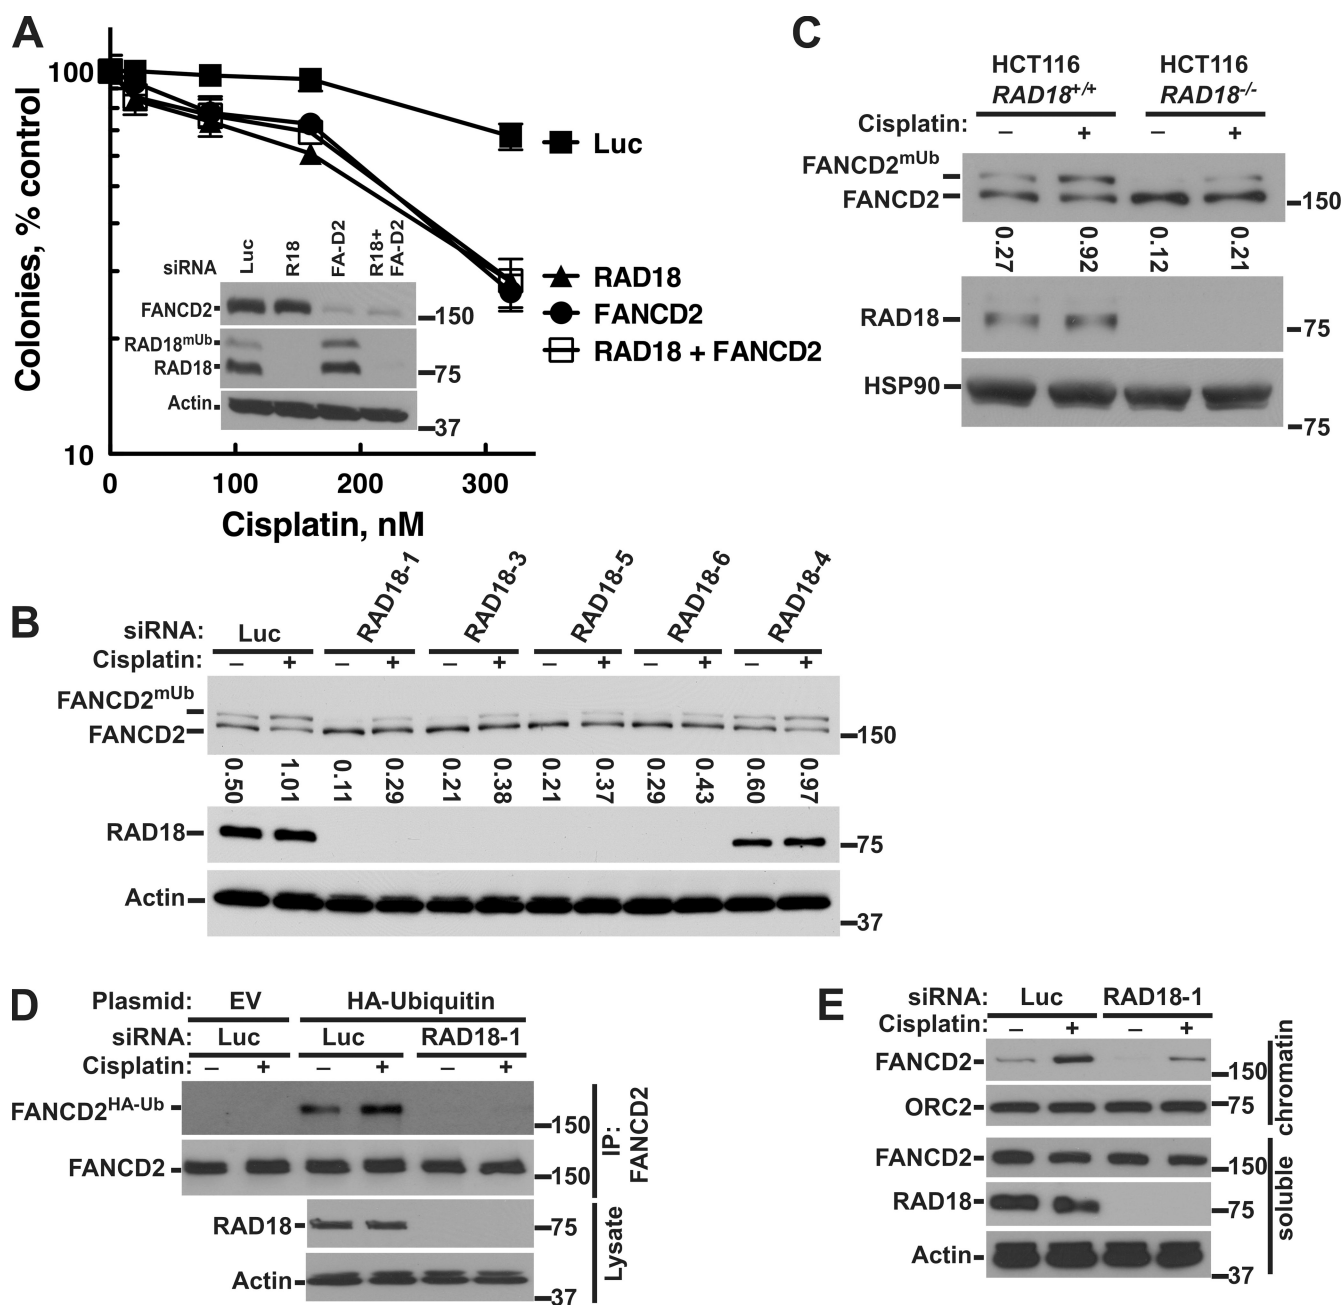 A
100
10
Colonies, % control
0 100 200 300
Cisplatin, nM
Luc
RAD18
FANCD2
RAD18 + FANCD2
siRNA Luc R18 FA-D2 R18+ FA-D2
FANCD2 150
RAD18mUb
RAD18 75
Actin 37
C
HCT116 HCT116
RAD18+/+ RAD18-/-
Cisplatin: – + – +
FANCD2mUb
FANCD2 150
0.27 0.92 0.12 0.21
RAD18 75
HSP90
75
B
siRNA: Luc RAD18-1 RAD18-3 RAD18-5 RAD18-6 RAD18-4
Cisplatin: – + – + – + – + – + – +
FANCD2mUb
FANCD2 150
0.50 1.01 0.11 0.29 0.21 0.38 0.21 0.37 0.29 0.43 0.60 0.97
RAD18 75
Actin
37
D
Plasmid: EV HA-Ubiquitin
siRNA: Luc Luc RAD18-1
Cisplatin: – + – + – +
FANCD2HA-Ub
150
FANCD2
150
IP:
FANCD2
RAD18 75
Actin
37
Lysate
E
siRNA: Luc RAD18-1
Cisplatin: – + – +
FANCD2
150
ORC2 75
chromatin
FANCD2
150
RAD18 75
Actin
37
soluble